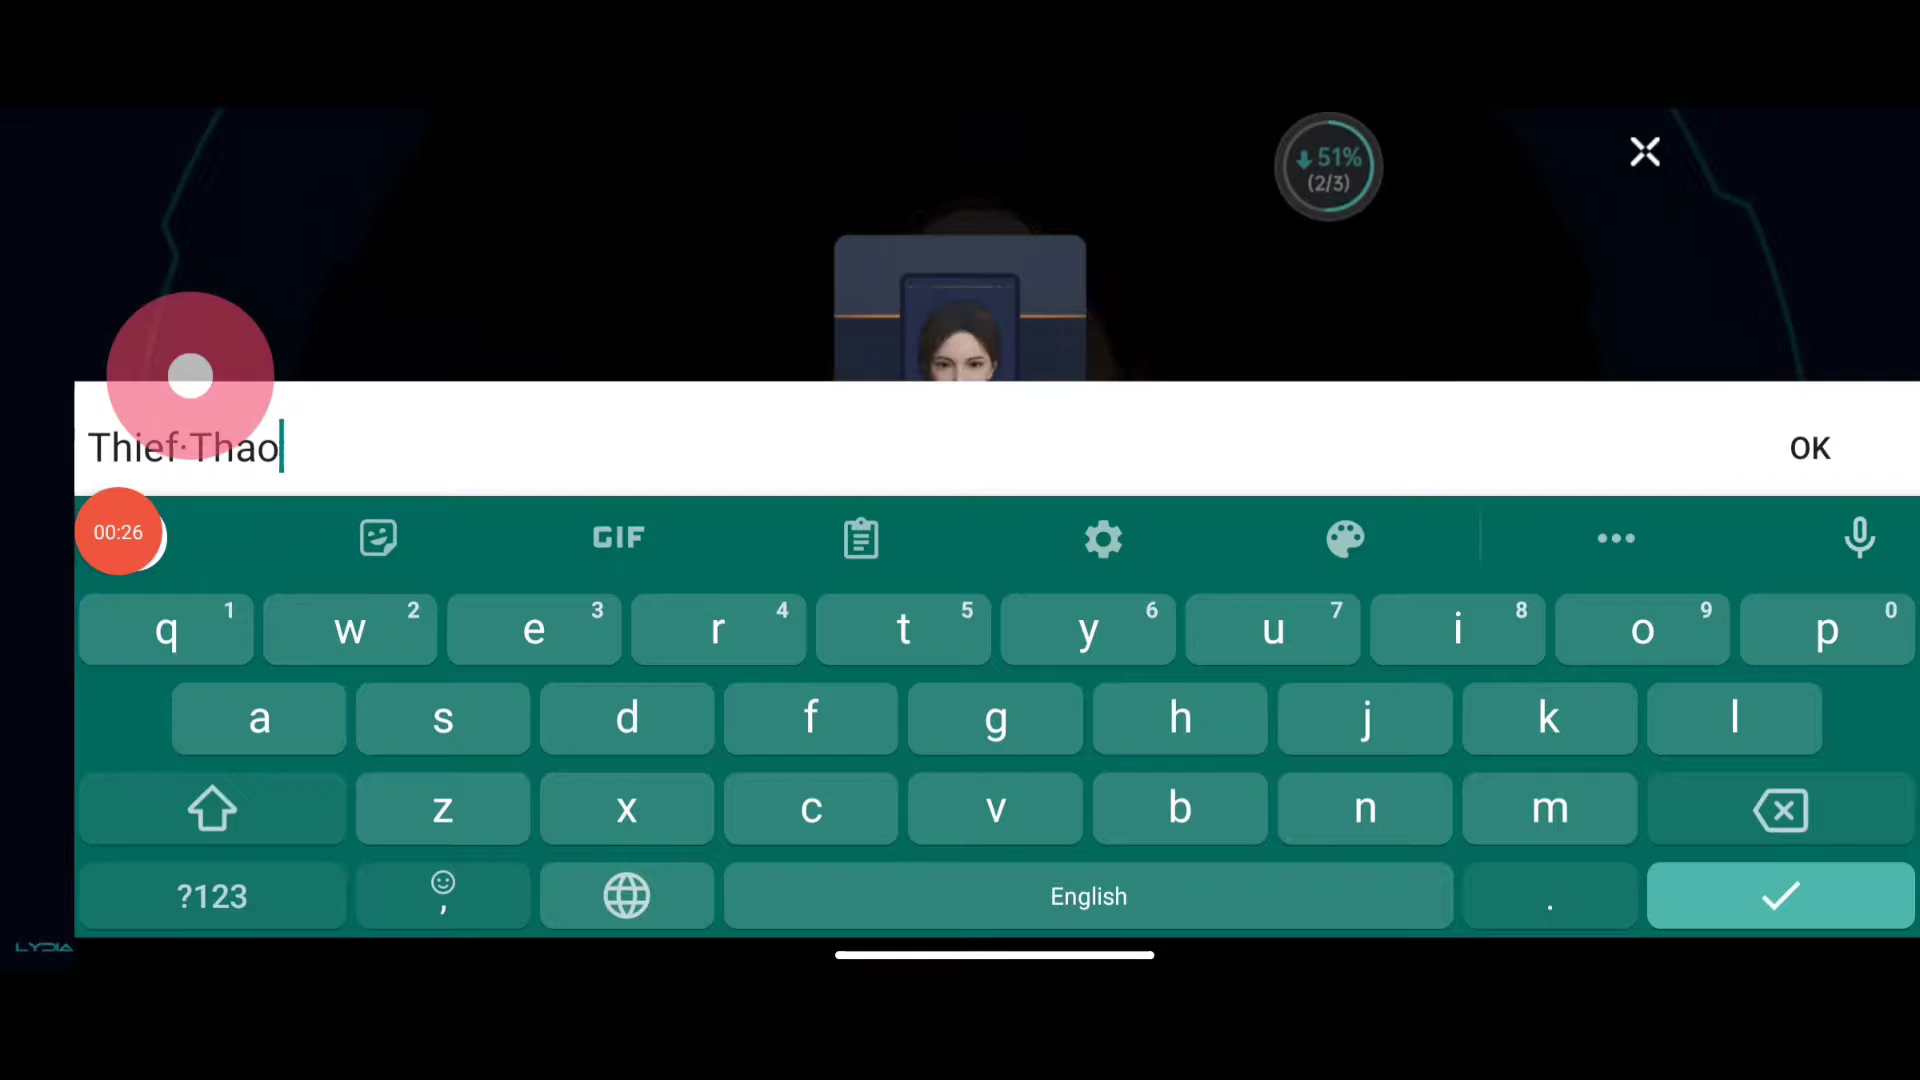 51%
(2/3)
Thief·Thao
OK
00:26
GIF
q 1 w 2 e 3 r 4 t 5 y 6 u 7 i 8 o 9 p 0
a s d f g h j k l
z x c v b n m
?123 , English .
LYDIA